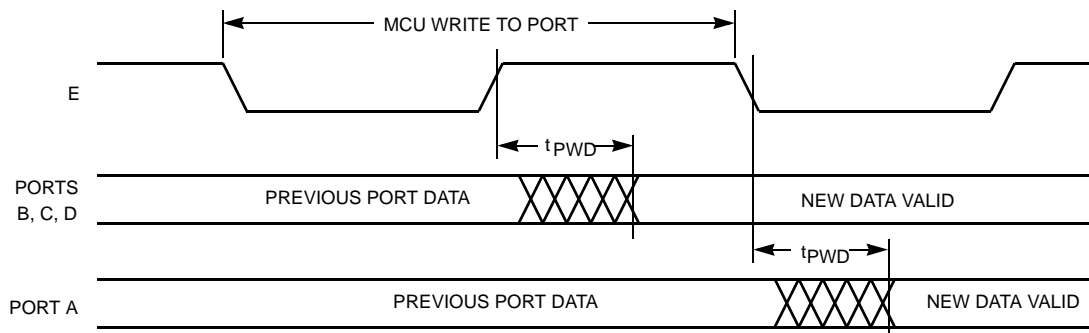 MCU WRITE TO PORT
E
tPWD
PORTS
B, C, D
PREVIOUS PORT DATA
NEW DATA VALID
tPWD
PORT A
PREVIOUS PORT DATA
NEW DATA VALID